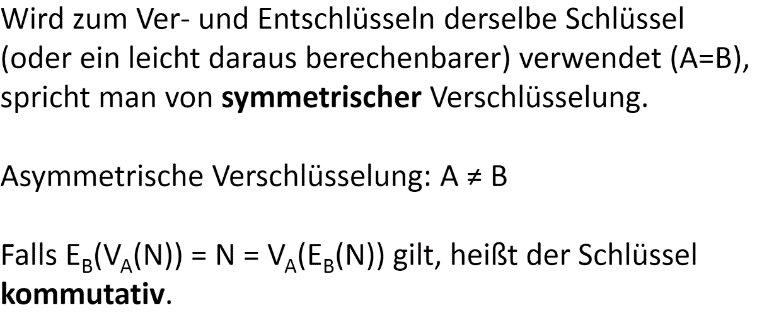 Wird zum Ver- und Entschlüsseln derselbe Schlüssel
(oder ein leicht daraus berechenbarer) verwendet (A=B),
spricht man von symmetrischer Verschlüsselung.
Asymmetrische Verschlüsselung: A ≠ B
Falls E_B(V_A(N)) = N = V_A(E_B(N)) gilt, heißt der Schlüssel
kommutativ.